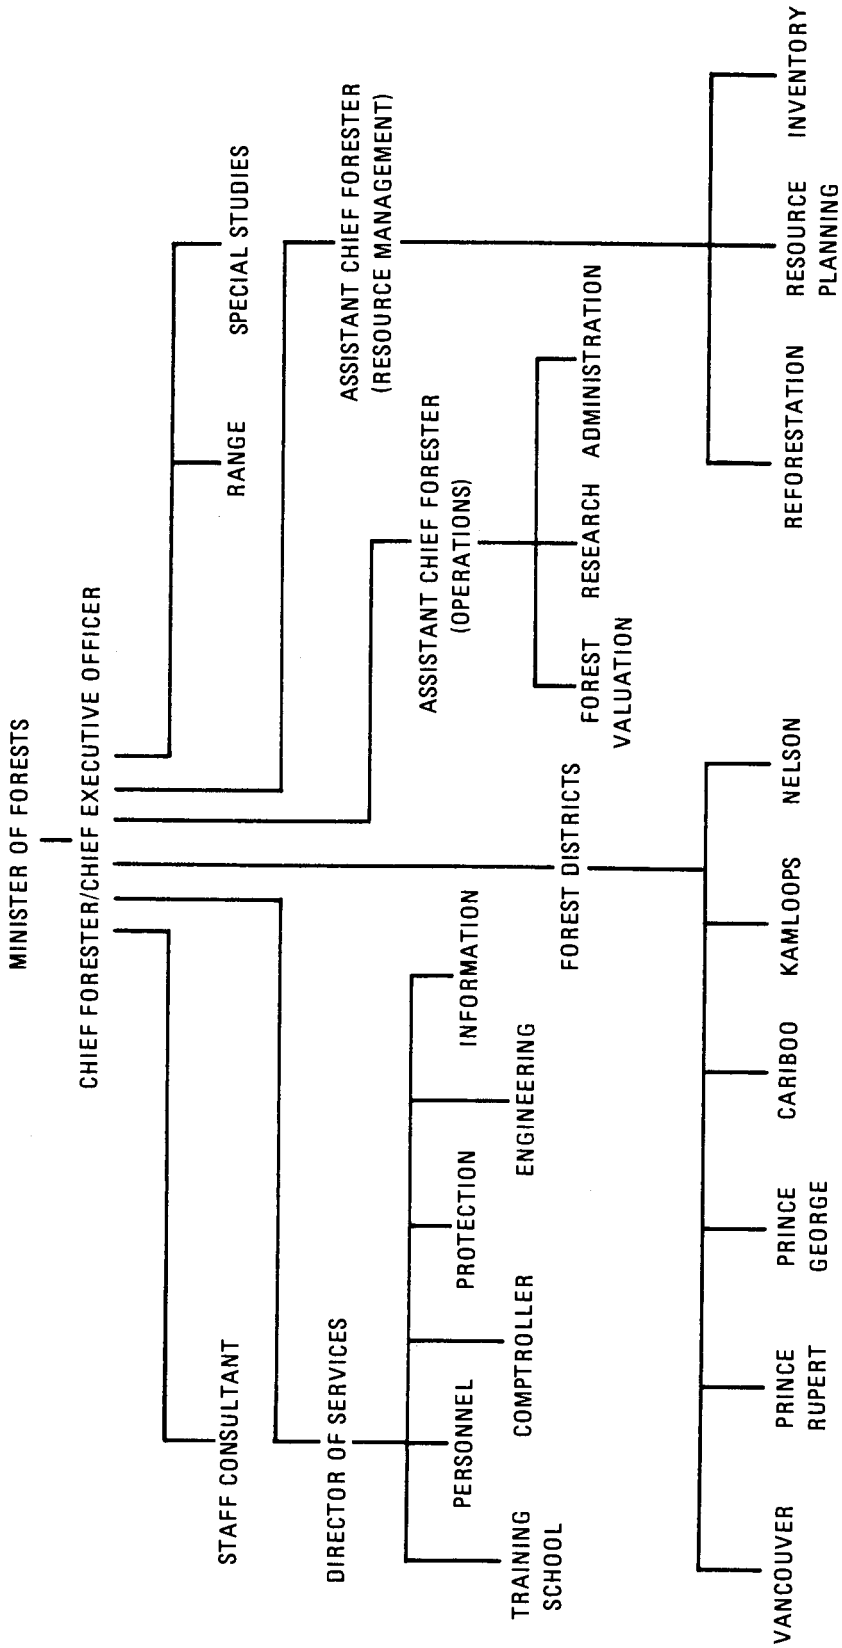 MINISTER OF FORESTS
CHIEF FORESTER/CHIEF EXECUTIVE OFFICER
STAFF CONSULTANT
RANGE
SPECIAL STUDIES
DIRECTOR OF SERVICES
ASSISTANT CHIEF FORESTER
(RESOURCE MANAGEMENT)
ASSISTANT CHIEF FORESTER
(OPERATIONS)
TRAINING
SCHOOL
PERSONNEL
COMPTROLLER
PROTECTION
ENGINEERING
INFORMATION
FOREST DISTRICTS
FOREST
VALUATION
RESEARCH
ADMINISTRATION
VANCOUVER
PRINCE
RUPERT
PRINCE
GEORGE
CARIBOO
KAMLOOPS
NELSON
REFORESTATION
RESOURCE
PLANNING
INVENTORY